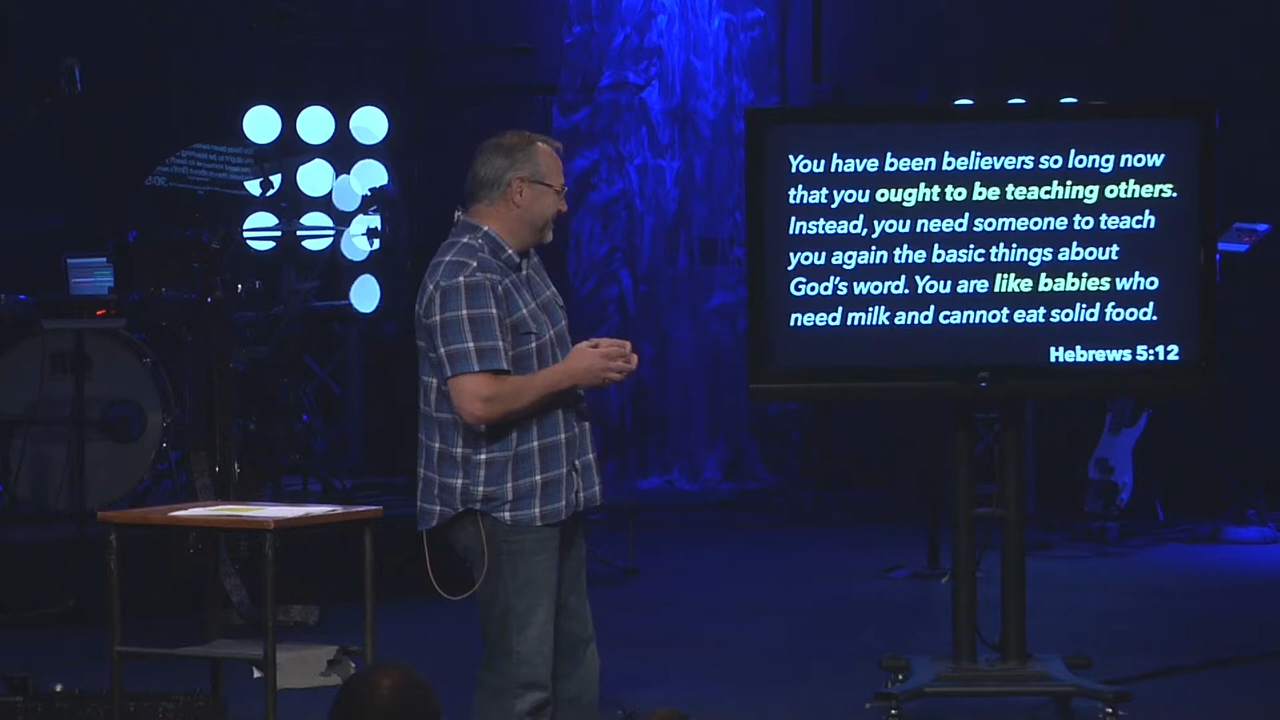 You have been believers so long now
that you ought to be teaching others.
Instead, you need someone to teach
you again the basic things about
God's word. You are like babies who
need milk and cannot eat solid food.
Hebrews 5:12